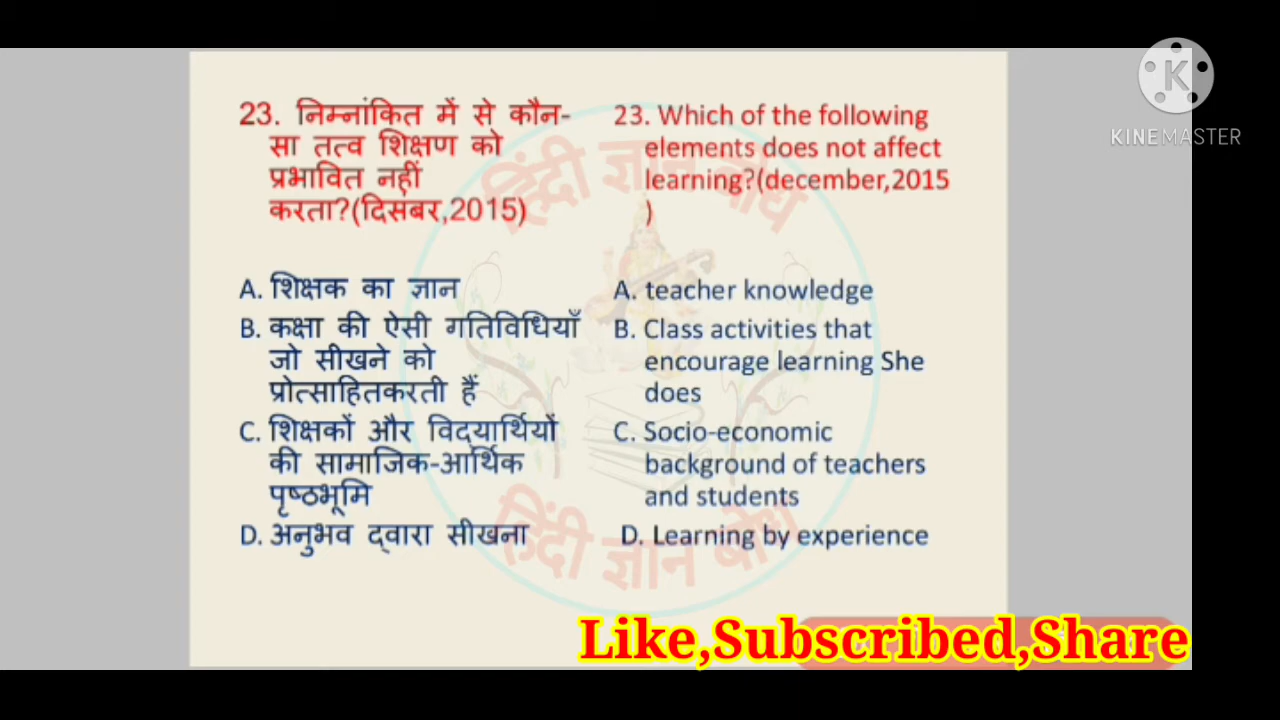 23. निम्नांकित में से कौन-
सा तत्व शिक्षण को
प्रभावित नहीं
करता?(दिसंबर,2015)
A. शिक्षक का ज्ञान
B. कक्षा की ऐसी गतिविधियाँ
जो सीखने को
प्रोत्साहितकरती हैं
C. शिक्षकों और विद्यार्थियों
की सामाजिक-आर्थिक
पृष्ठभूमि
D. अनुभव द्वारा सीखना
23. Which of the following
elements does not affect
learning?(december,2015
)
A. teacher knowledge
B. Class activities that
encourage learning She
does
C. Socio-economic
background of teachers
and students
D. Learning by experience
हिंदी ज्ञान बोध
हिंदी ज्ञान बोध
K
KINEMASTER
Like,Subscribed,Share